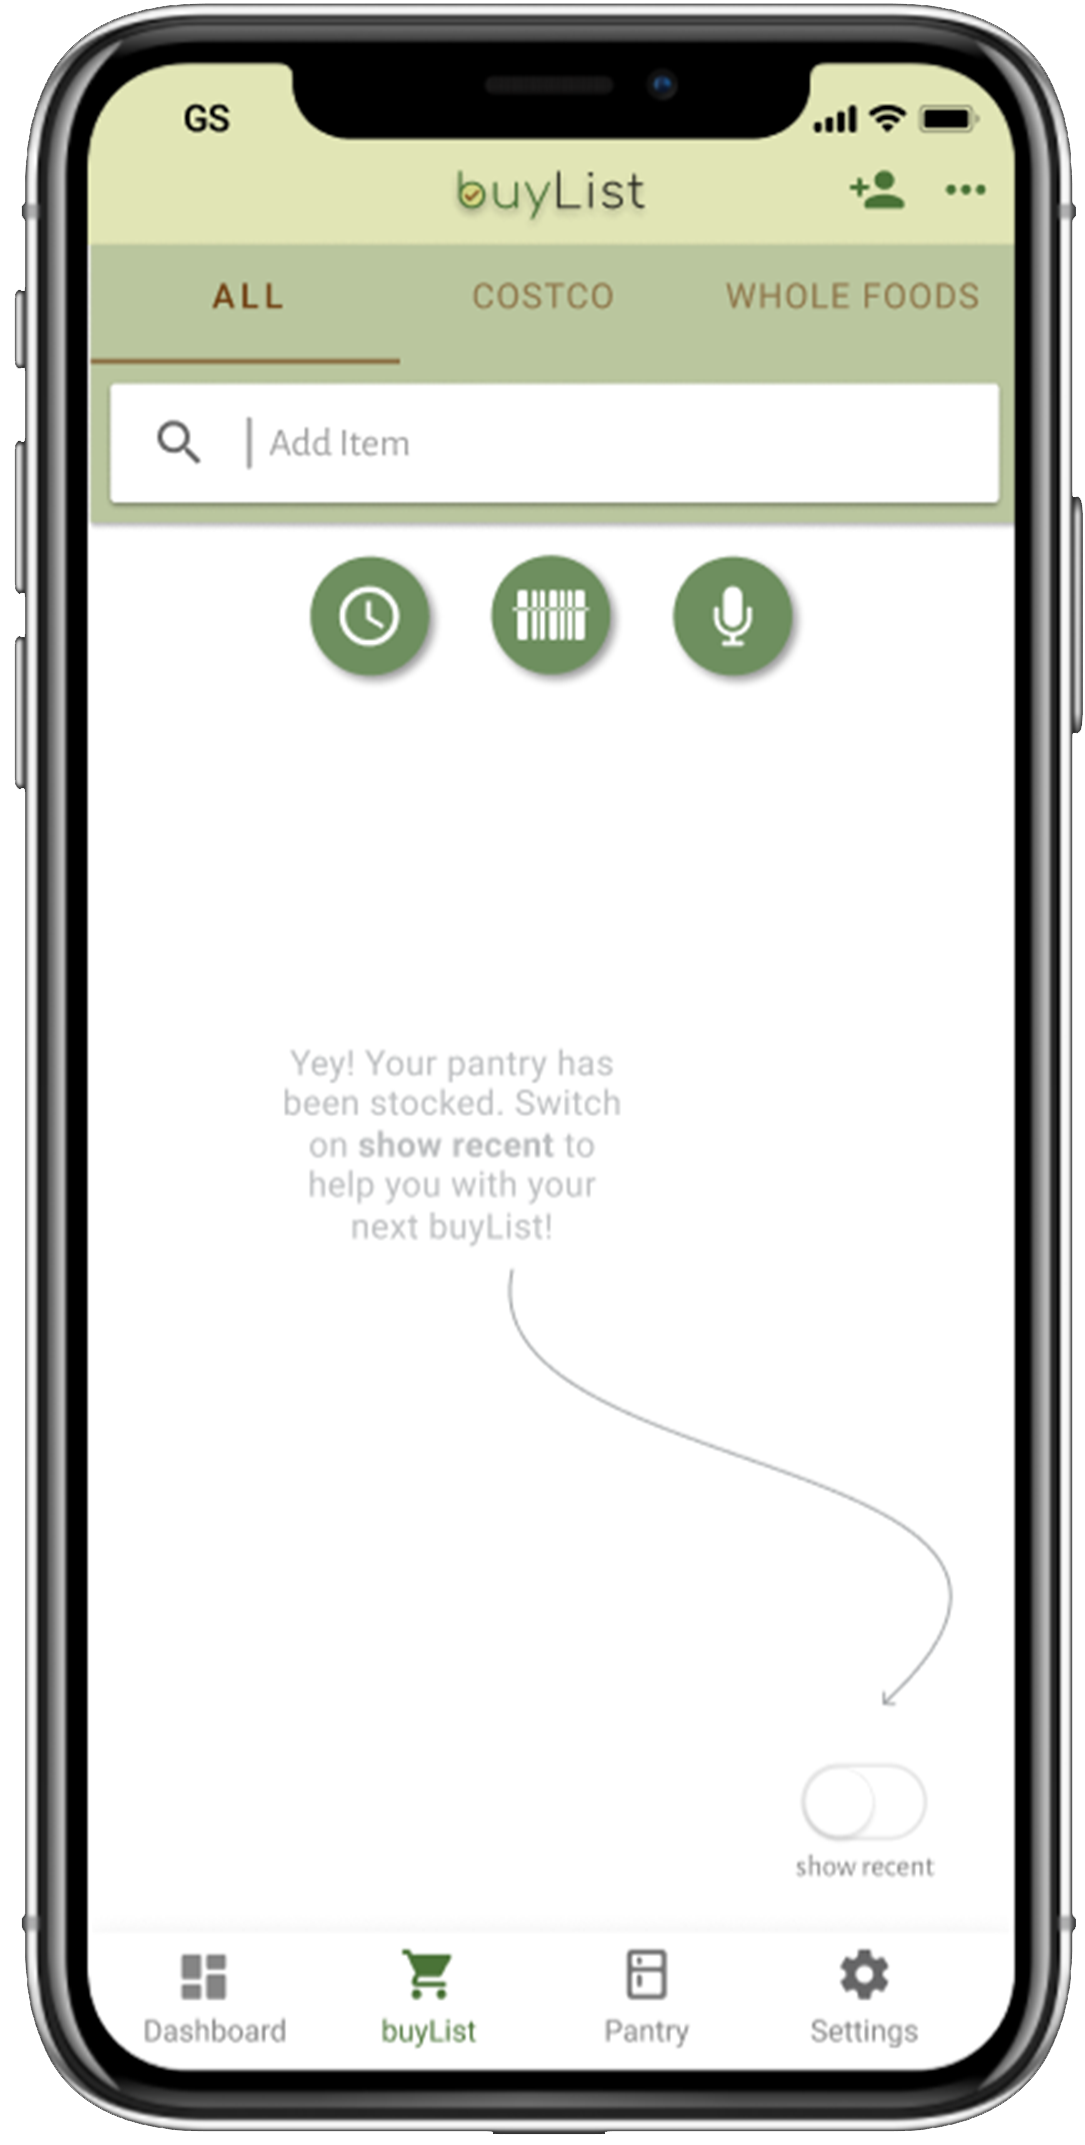 GS
buyList
ALL COSTCO WHOLE FOODS
Add Item
Yey! Your pantry has
been stocked. Switch
on show recent to
help you with your
next buyList!
show recent
Dashboard buyList Pantry Settings